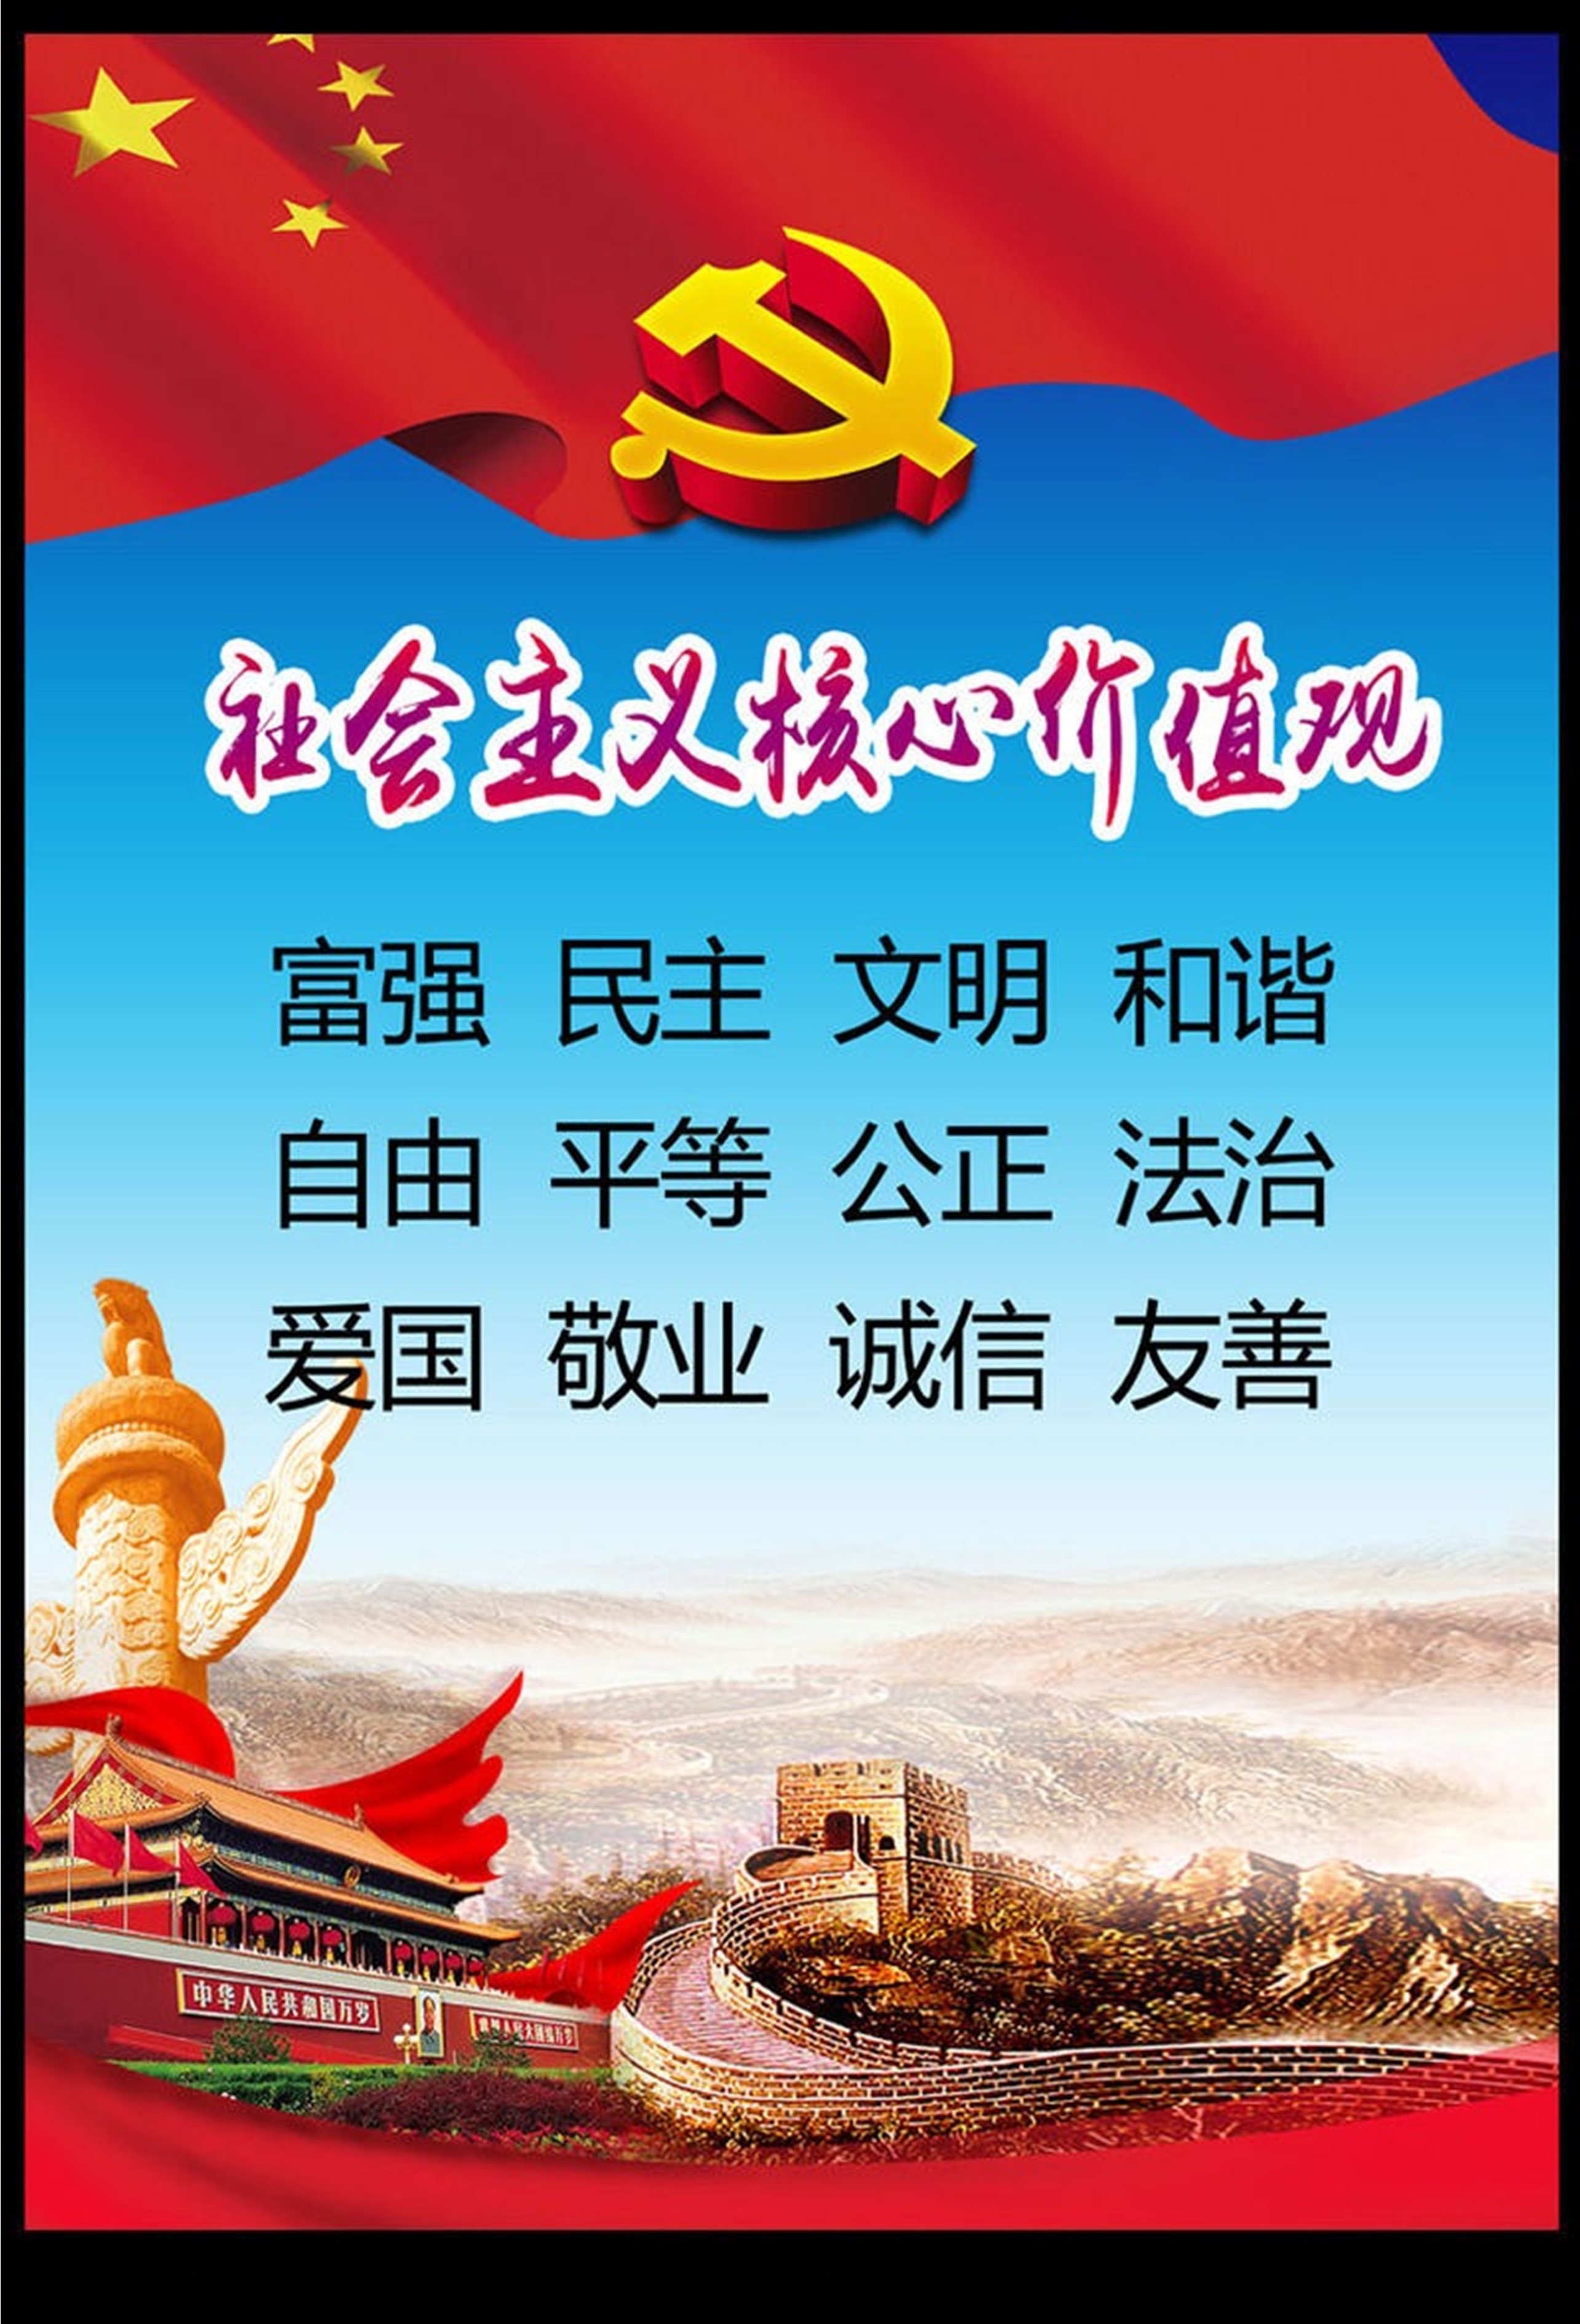 社会主义核心价值观
富强 民主 文明 和谐
自由 平等 公正 法治
爱国 敬业 诚信 友善
中华人民共和国万岁